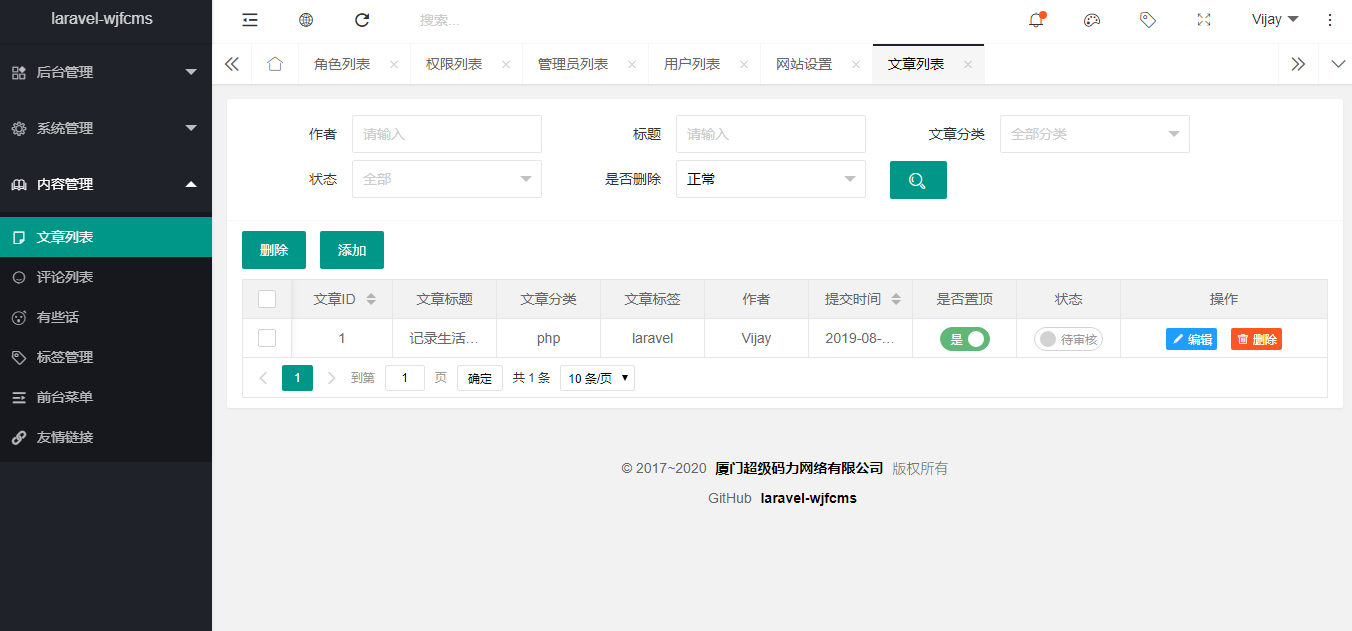 laravel-wjfcms
搜索...
Vijay
后台管理
系统管理
内容管理
文章列表
评论列表
有些话
标签管理
前台菜单
友情链接
角色列表 权限列表 管理员列表 用户列表 网站设置 文章列表
作者 请输入 标题 请输入 文章分类 全部分类
状态 全部 是否删除 正常
删除 添加
文章ID 文章标题 文章分类 文章标签 作者 提交时间 是否置顶 状态 操作
1 记录生活... php laravel Vijay 2019-08-... 是 待审核 编辑 删除
1 到第 1 页 确定 共 1 条 10 条/页
© 2017~2020 厦门超级码力网络有限公司 版权所有
GitHub laravel-wjfcms